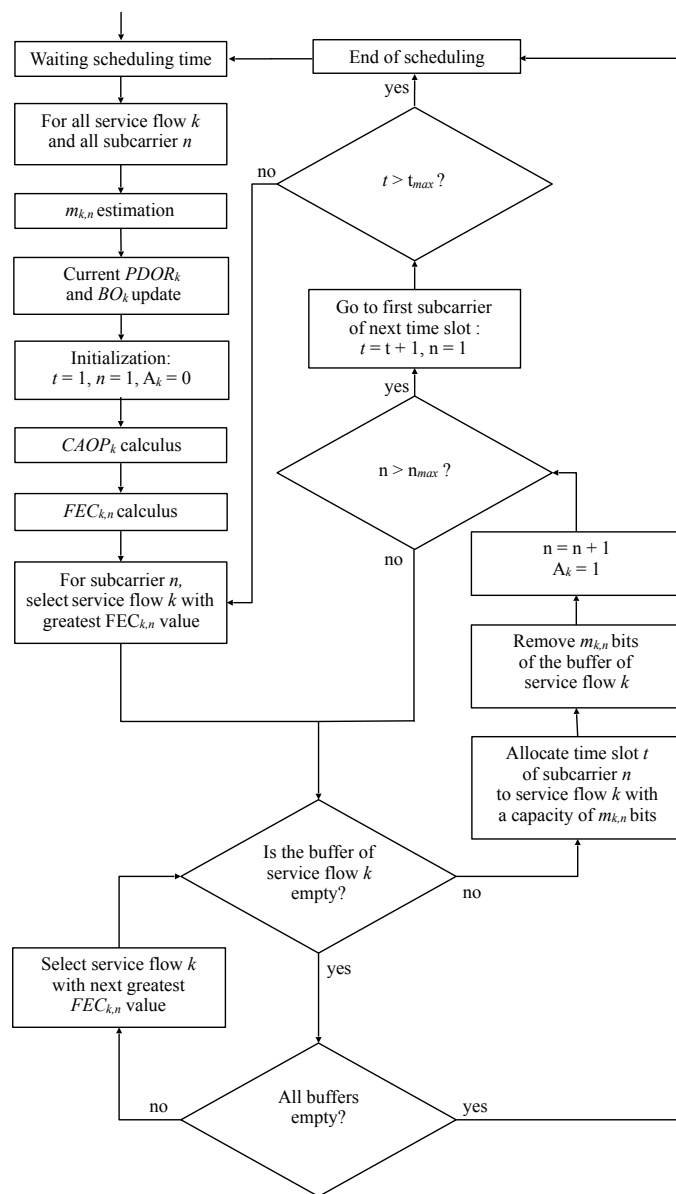 Waiting scheduling time
End of scheduling
yes
For all service flow k
and all subcarrier n
no
t > tmax ?
mk,n estimation
Current PDORk
and BOk update
Go to first subcarrier
of next time slot :
t = t + 1, n = 1
Initialization:
t = 1, n = 1, Ak = 0
yes
CAOPk calculus
n > nmax ?
FECk,n calculus
no
n = n + 1
Ak = 1
For subcarrier n,
select service flow k with
greatest FECk,n value
Remove mk,n bits
of the buffer of
service flow k
Allocate time slot t
of subcarrier n
to service flow k with
a capacity of mk,n bits
Is the buffer of
service flow k
empty?
no
yes
Select service flow k
with next greatest
FECk,n value
All buffers
empty?
no
yes